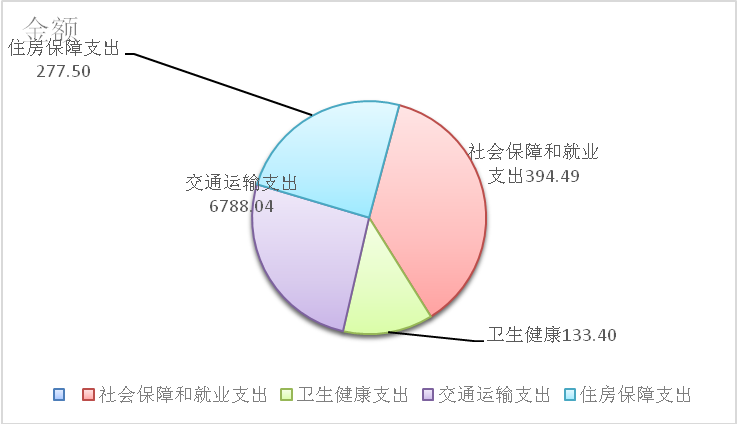 金额
住房保障支出
277.50
社会保障和就业
支出394.49
交通运输支出
6788.04
卫生健康133.40
社会保障和就业支出 卫生健康支出 交通运输支出 住房保障支出